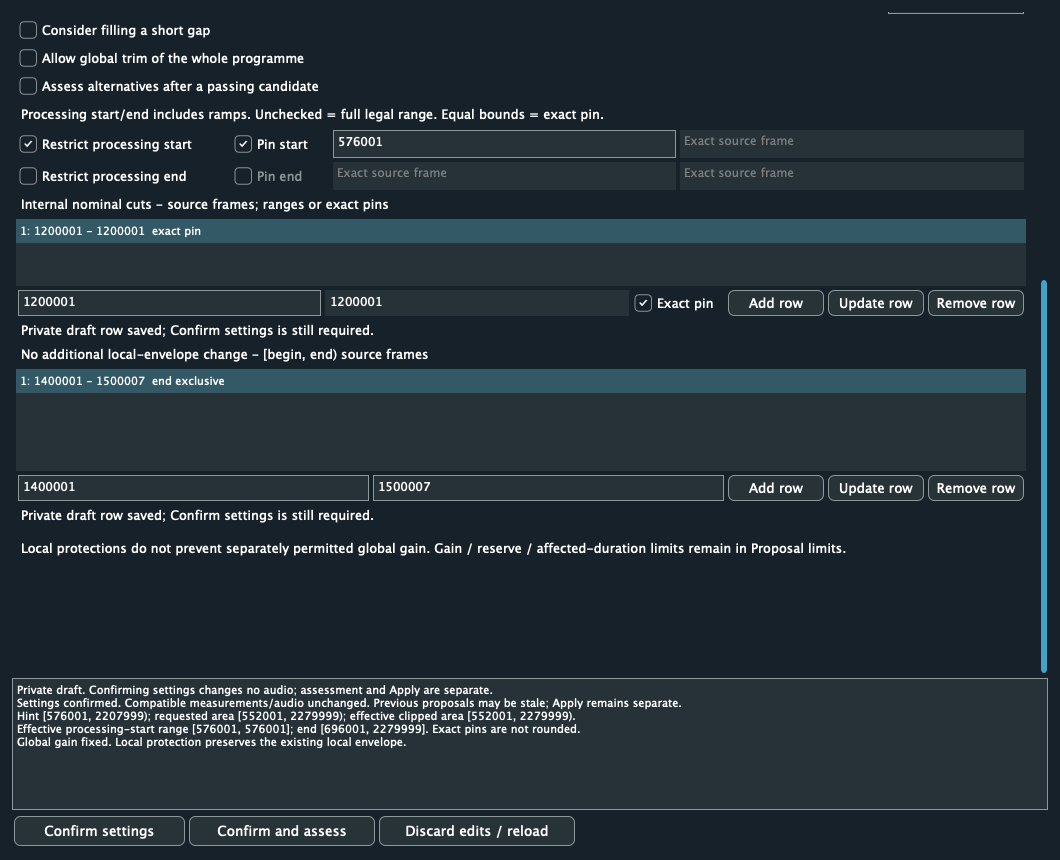 Consider filling a short gap
Allow global trim of the whole programme
Assess alternatives after a passing candidate
Processing start/end includes ramps. Unchecked = full legal range. Equal bounds = exact pin.
Restrict processing start Pin start 576001 Exact source frame
Restrict processing end Pin end Exact source frame Exact source frame
Internal nominal cuts – source frames; ranges or exact pins
1: 1200001 – 1200001 exact pin
1200001 1200001 Exact pin Add row Update row Remove row
Private draft row saved; Confirm settings is still required.
No additional local-envelope change – [begin, end) source frames
1: 1400001 – 1500007 end exclusive
1400001 1500007 Add row Update row Remove row
Private draft row saved; Confirm settings is still required.
Local protections do not prevent separately permitted global gain. Gain / reserve / affected-duration limits remain in Proposal limits.
Private draft. Confirming settings changes no audio; assessment and Apply are separate.
Settings confirmed. Compatible measurements/audio unchanged. Previous proposals may be stale; Apply remains separate.
Hint [576001, 2207999); requested area [552001, 2279999); effective clipped area [552001, 2279999).
Effective processing-start range [576001, 576001]; end [696001, 2279999]. Exact pins are not rounded.
Global gain fixed. Local protection preserves the existing local envelope.
Confirm settings Confirm and assess Discard edits / reload